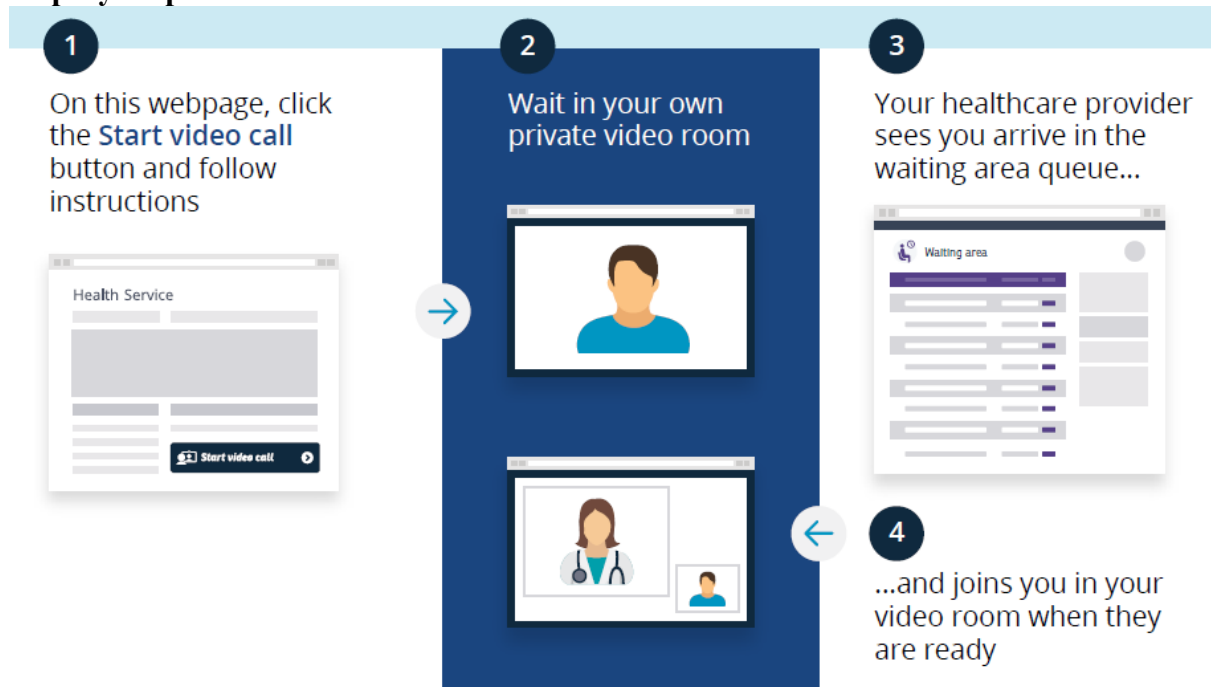 1
On this webpage, click
the Start video call
button and follow
instructions
Health Service
Start video call
2
Wait in your own
private video room
3
Your healthcare provider
sees you arrive in the
waiting area queue...
Waiting area
4
...and joins you in your
video room when they
are ready